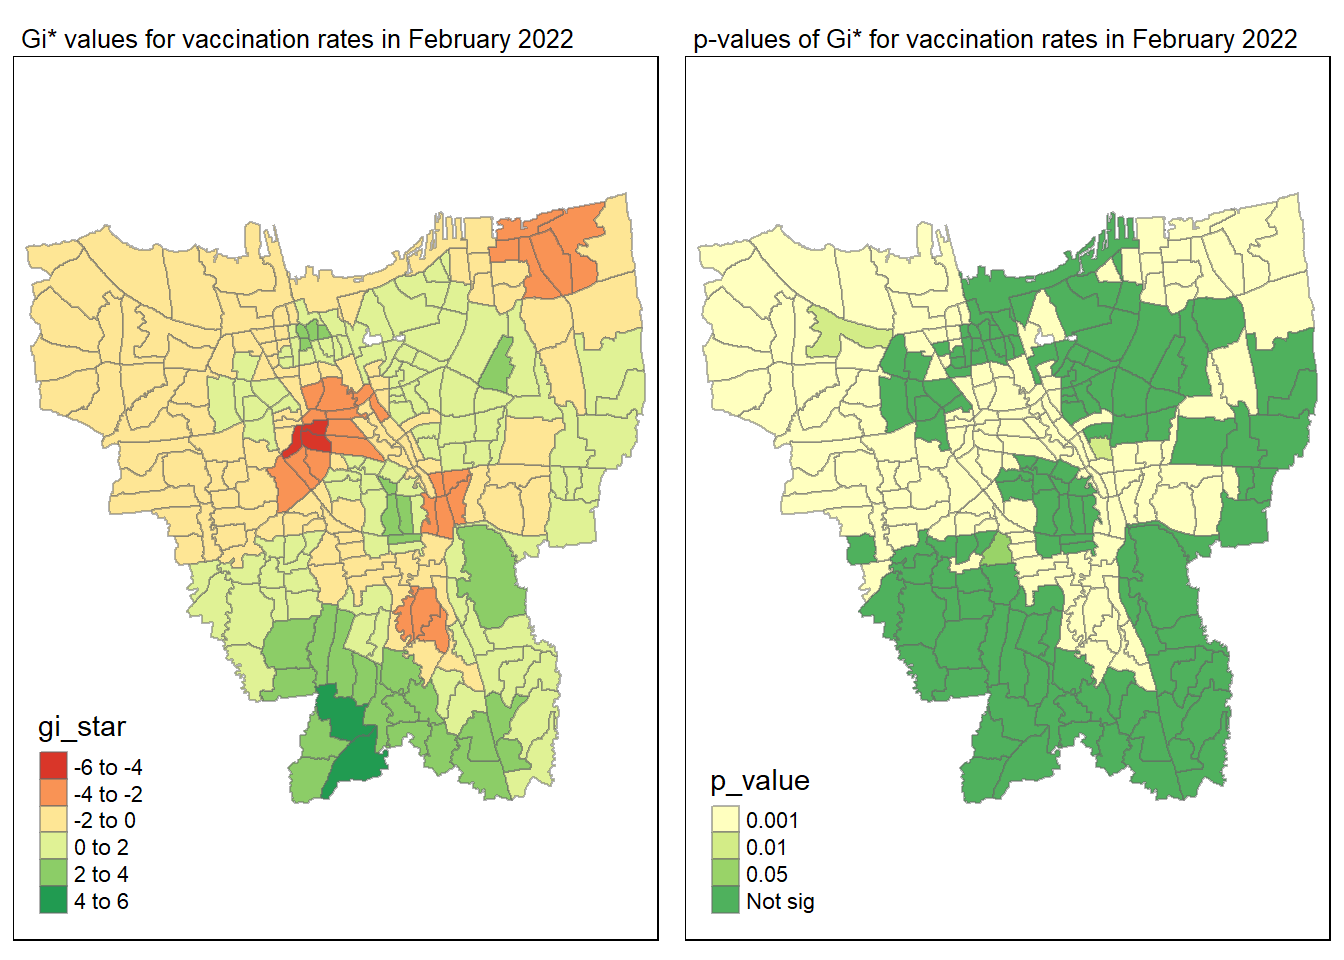 Gi* values for vaccination rates in February 2022
gi_star
-6 to -4
-4 to -2
-2 to 0
0 to 2
2 to 4
4 to 6
p-values of Gi* for vaccination rates in February 2022
p_value
0.001
0.01
0.05
Not sig